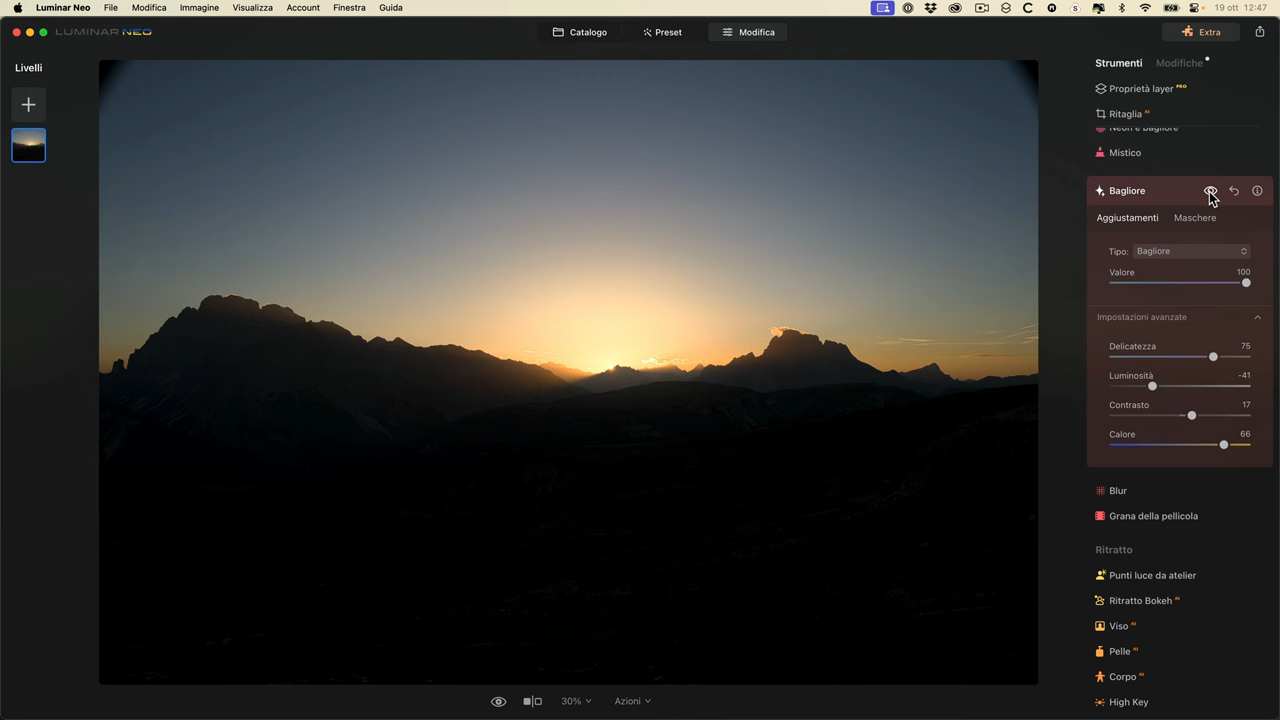 Luminar Neo File Modifica Immagine Visualizza Account Finestra Guida 19 ott 12:47
LUMINAR NEO Catalogo Preset Modifica Extra
Livelli
Strumenti Modifiche
Proprietà layer PRO
Ritaglia AI
Neon e bagliore
Mistico
Bagliore
Aggiustamenti Maschere
Tipo: Bagliore
Valore 100
Impostazioni avanzate
Delicatezza 75
Luminosità -41
Contrasto 17
Calore 66
Blur
Grana della pellicola
Ritratto
Punti luce da atelier
Ritratto Bokeh AI
Viso AI
Pelle AI
Corpo AI
High Key
30% Azioni